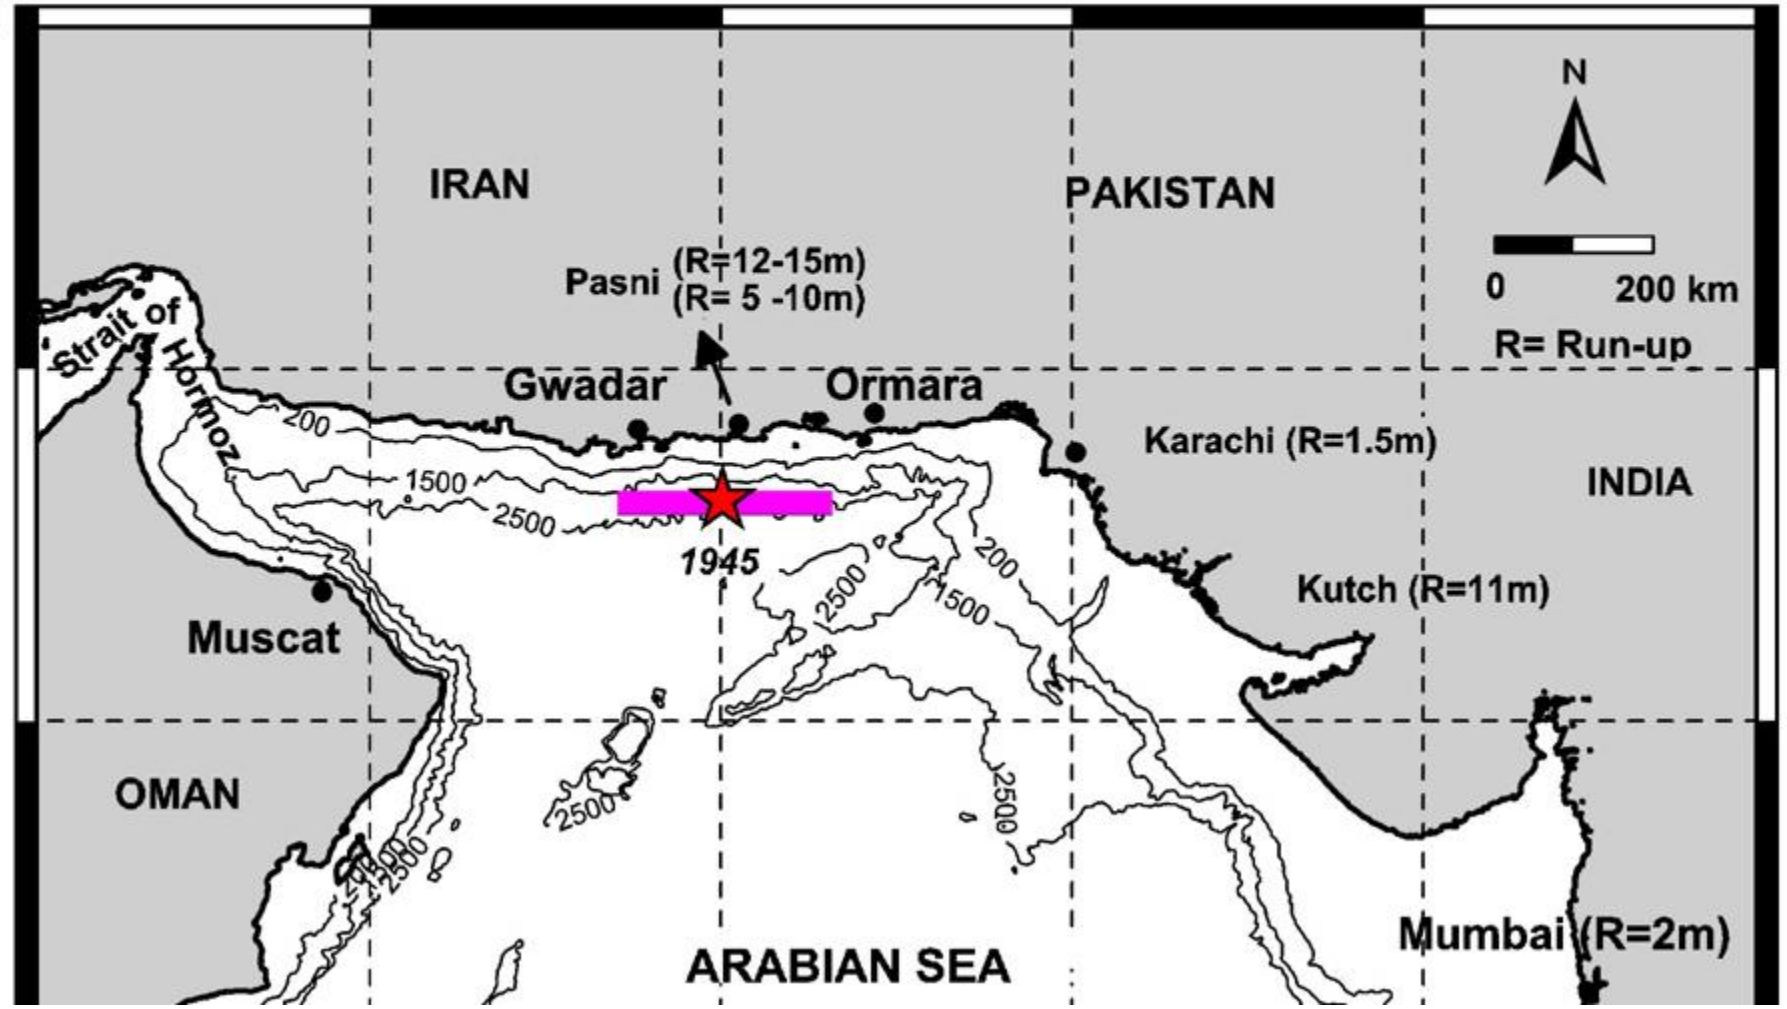 N
IRAN
PAKISTAN
Pasni (R=12-15m)
(R= 5 -10m)
0 200 km
R= Run-up
Strait of
Hormoz
Gwadar
Ormara
200
Karachi (R=1.5m)
1500
INDIA
2500
1945
200
2500
1500
Kutch (R=11m)
Muscat
OMAN
2500
2500
200
1500
2500
Mumbai (R=2m)
ARABIAN SEA